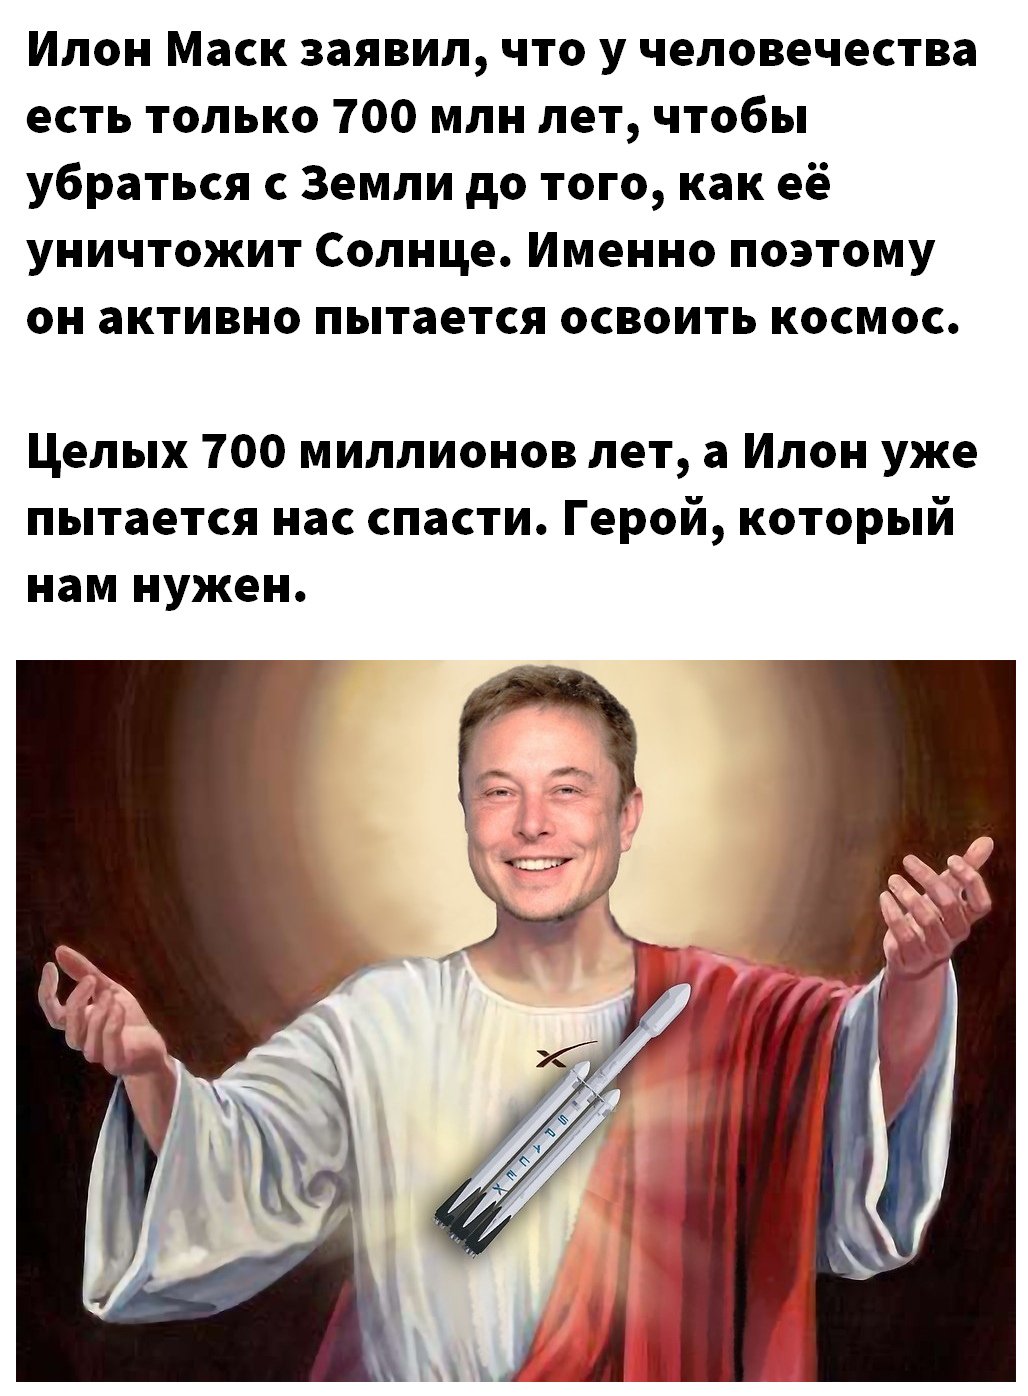 Илон Маск заявил, что у человечества
есть только 700 млн лет, чтобы
убраться с Земли до того, как её
уничтожит Солнце. Именно поэтому
он активно пытается освоить космос.
Целых 700 миллионов лет, а Илон уже
пытается нас спасти. Герой, который
нам нужен.
X
SPACEX